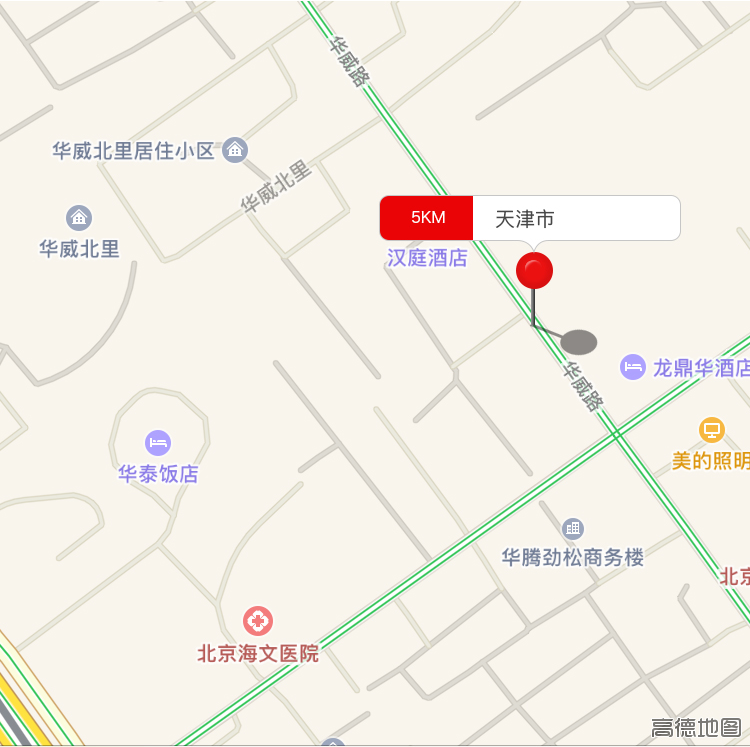 华威路
华威北里居住小区
华威北里
华威北里
5KM
天津市
汉庭酒店
华威路
龙鼎华酒店
美的照明
华泰饭店
华腾劲松商务楼
北京
北京海文医院
高德地图